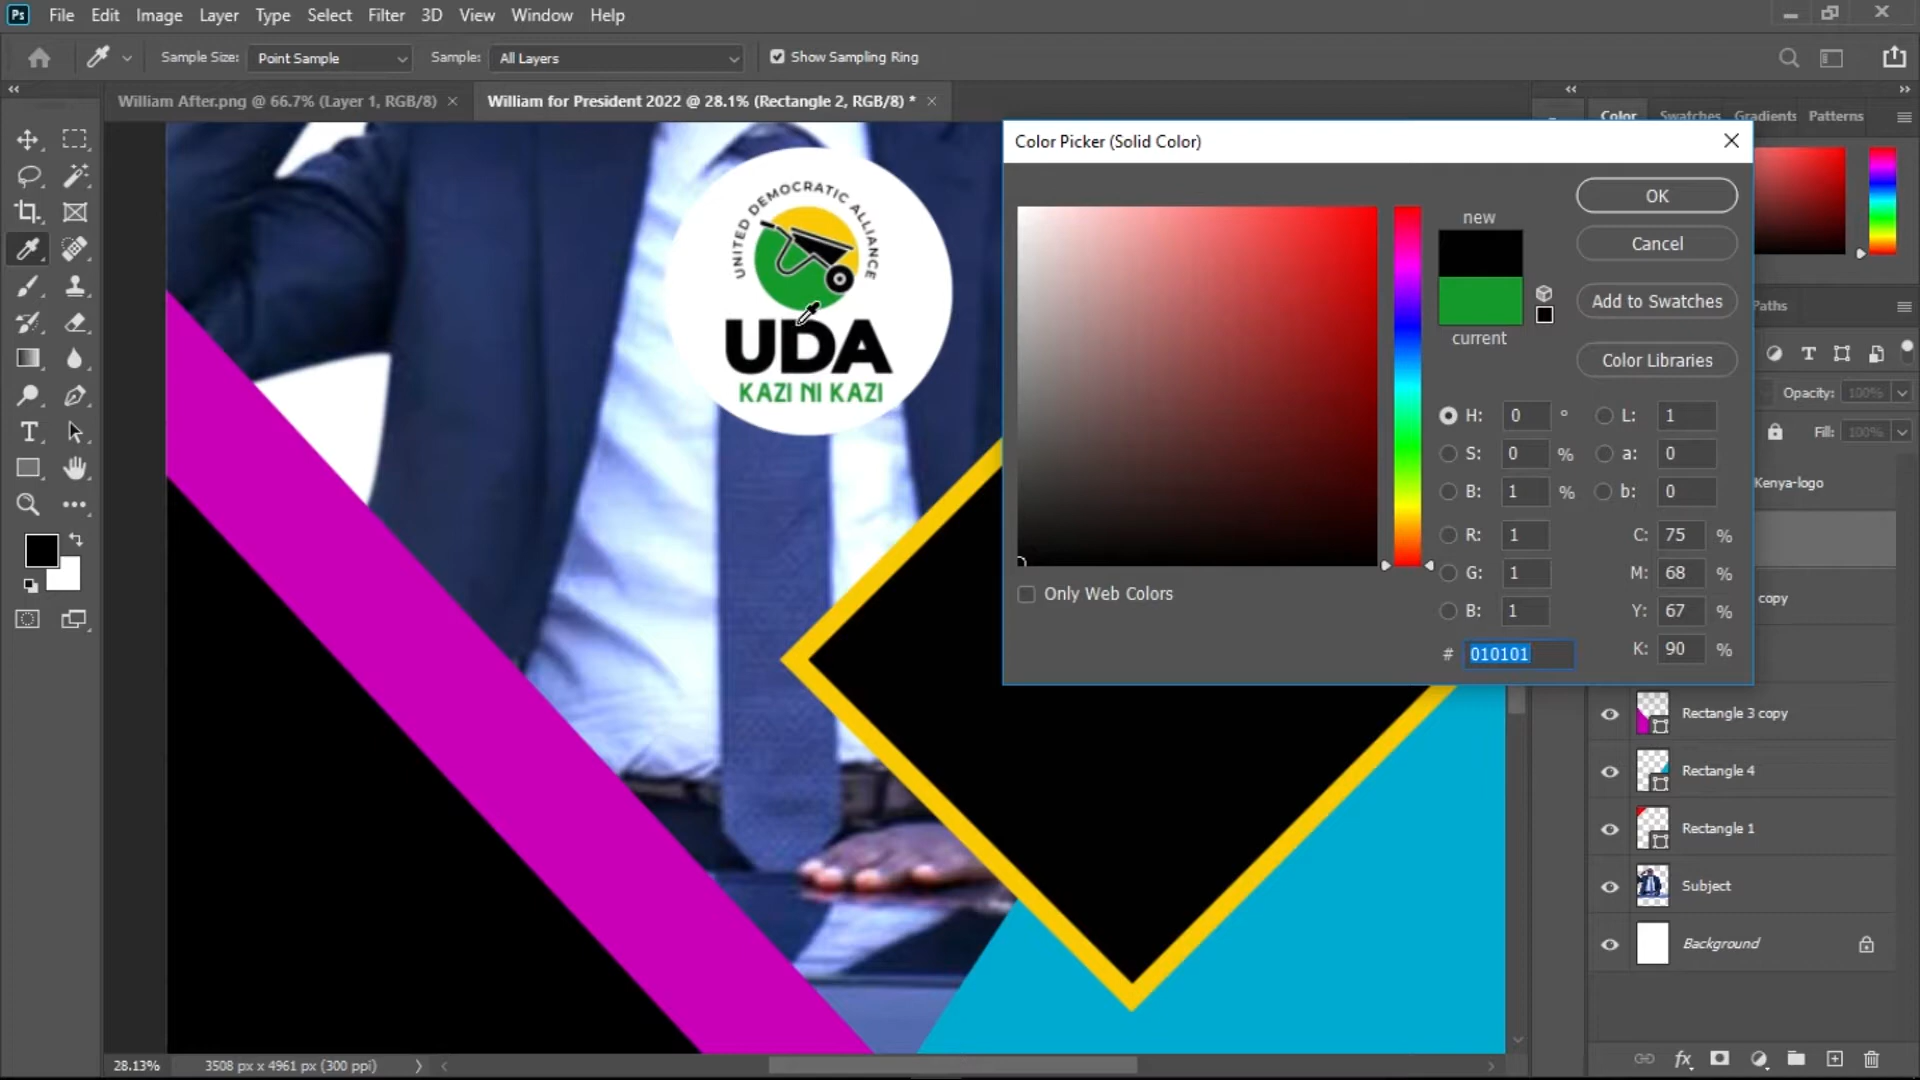 Ps File Edit Image Layer Type Select Filter 3D View Window Help
Sample Size: Point Sample Sample: All Layers Show Sampling Ring
William After.png @ 66.7% (Layer 1, RGB/8) William for President 2022 @ 28.1% (Rectangle 2, RGB/8) *
Color Swatches Gradients Patterns
Color Picker (Solid Color)
OK
new
Cancel
Add to Swatches
current
Color Libraries
H: 0 ° L: 1
S: 0 % a: 0
B: 1 % b: 0
R: 1 C: 75 %
G: 1 M: 68 %
B: 1 Y: 67 %
# 010101 K: 90 %
Only Web Colors
UNITED DEMOCRATIC ALLIANCE
UDA
KAZI NI KAZI
Paths
Opacity: 100%
Fill: 100%
Kenya-logo
copy
Rectangle 3 copy
Rectangle 4
Rectangle 1
Subject
Background
28.13% 3508 px x 4961 px (300 ppi)